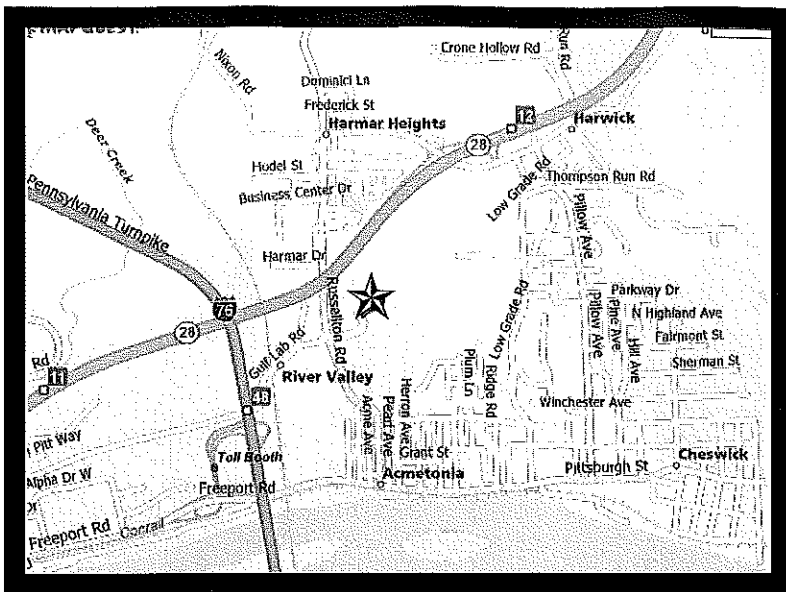 Crone Hollow Rd
Run Rd
Nixon Rd
Dominici Ln
Frederick St
Harmar Heights
12
Harwick
28
Deer Creek
Hodel St
Business Center Dr
Low Grade Rd
Thompson Run Rd
Pennsylvania Turnpike
Pillow Ave
Harmar Dr
Russellton Rd
Parkway Dr
N Highland Ave
76
28
Low Grade Rd
Pillow Ave
Pine Ave
Fairmont St
Hill Ave
Sherman St
Rd
11
Gulf Lab Rd
River Valley
Plum Ln
Ridge Rd
48
Acme Ave
Pearl Ave
Herron Ave
Winchester Ave
Pitt Way
Grant St
Toll Booth
Pittsburgh St
Cheswick
Alpha Dr W
Freeport Rd
Acmetonia
Dr
Freeport Rd
Conrail